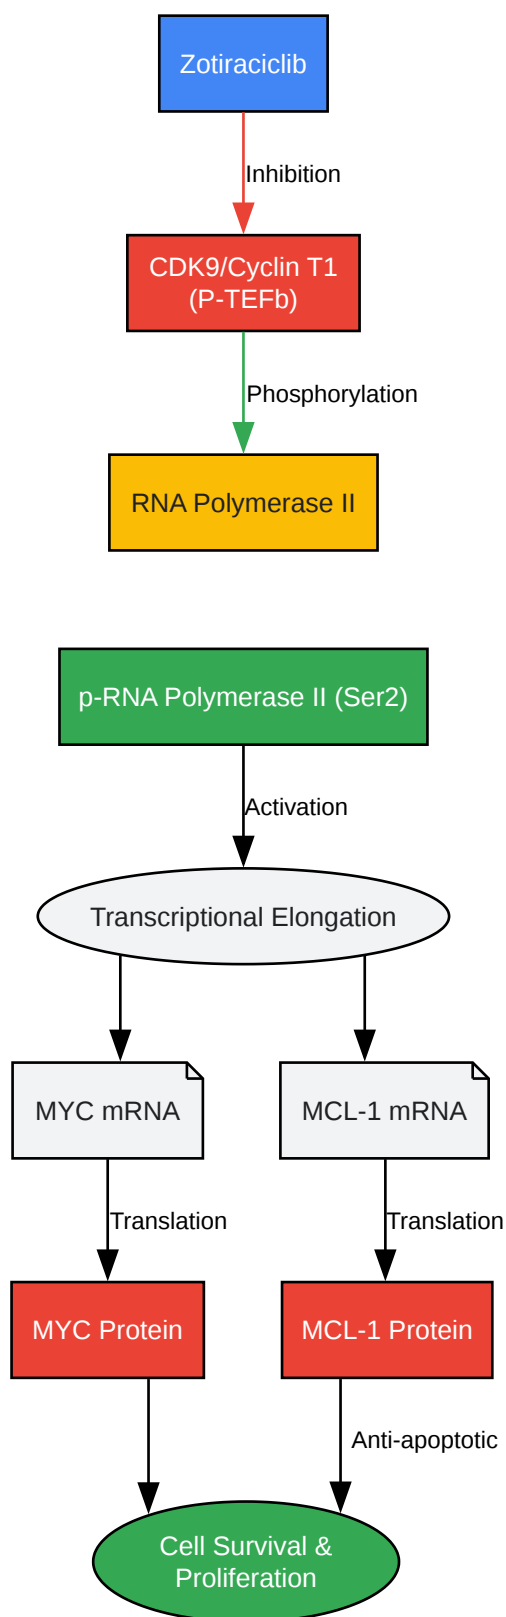 Zotiraciclib
Inhibition
CDK9/Cyclin T1
(P-TEFb)
Phosphorylation
RNA Polymerase II
p-RNA Polymerase II (Ser2)
Activation
Transcriptional Elongation
MYC mRNA
MCL-1 mRNA
Translation
Translation
MYC Protein
MCL-1 Protein
Anti-apoptotic
Cell Survival &
Proliferation